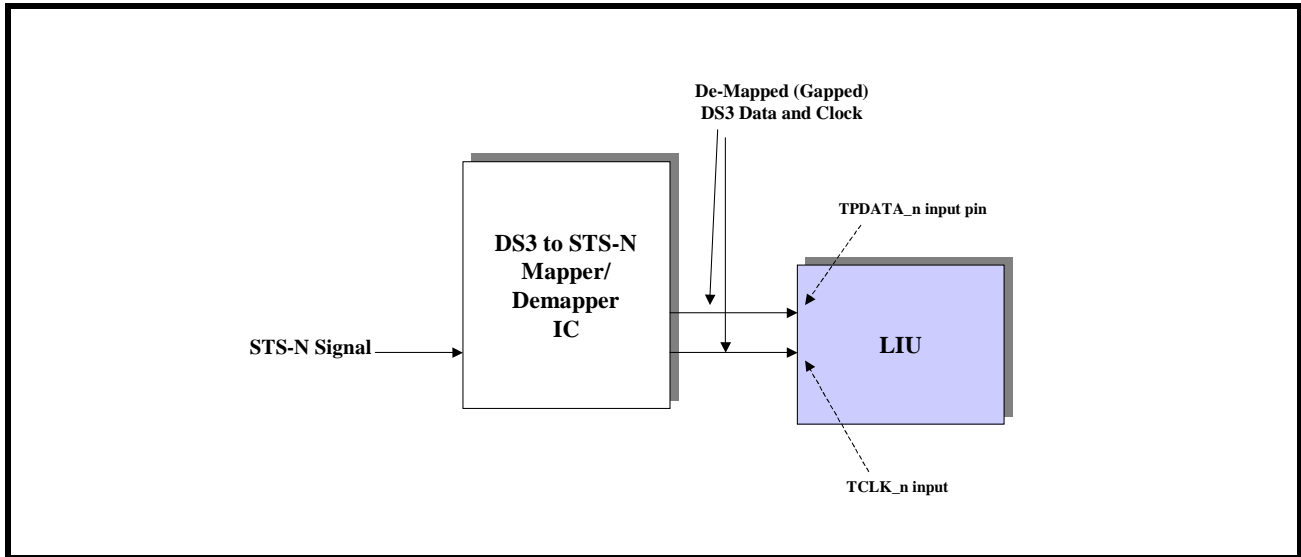 De-Mapped (Gapped)
DS3 Data and Clock
TPDATA_n input pin
DS3 to STS-N
Mapper/
Demapper
IC
STS-N Signal
LIU
TCLK_n input